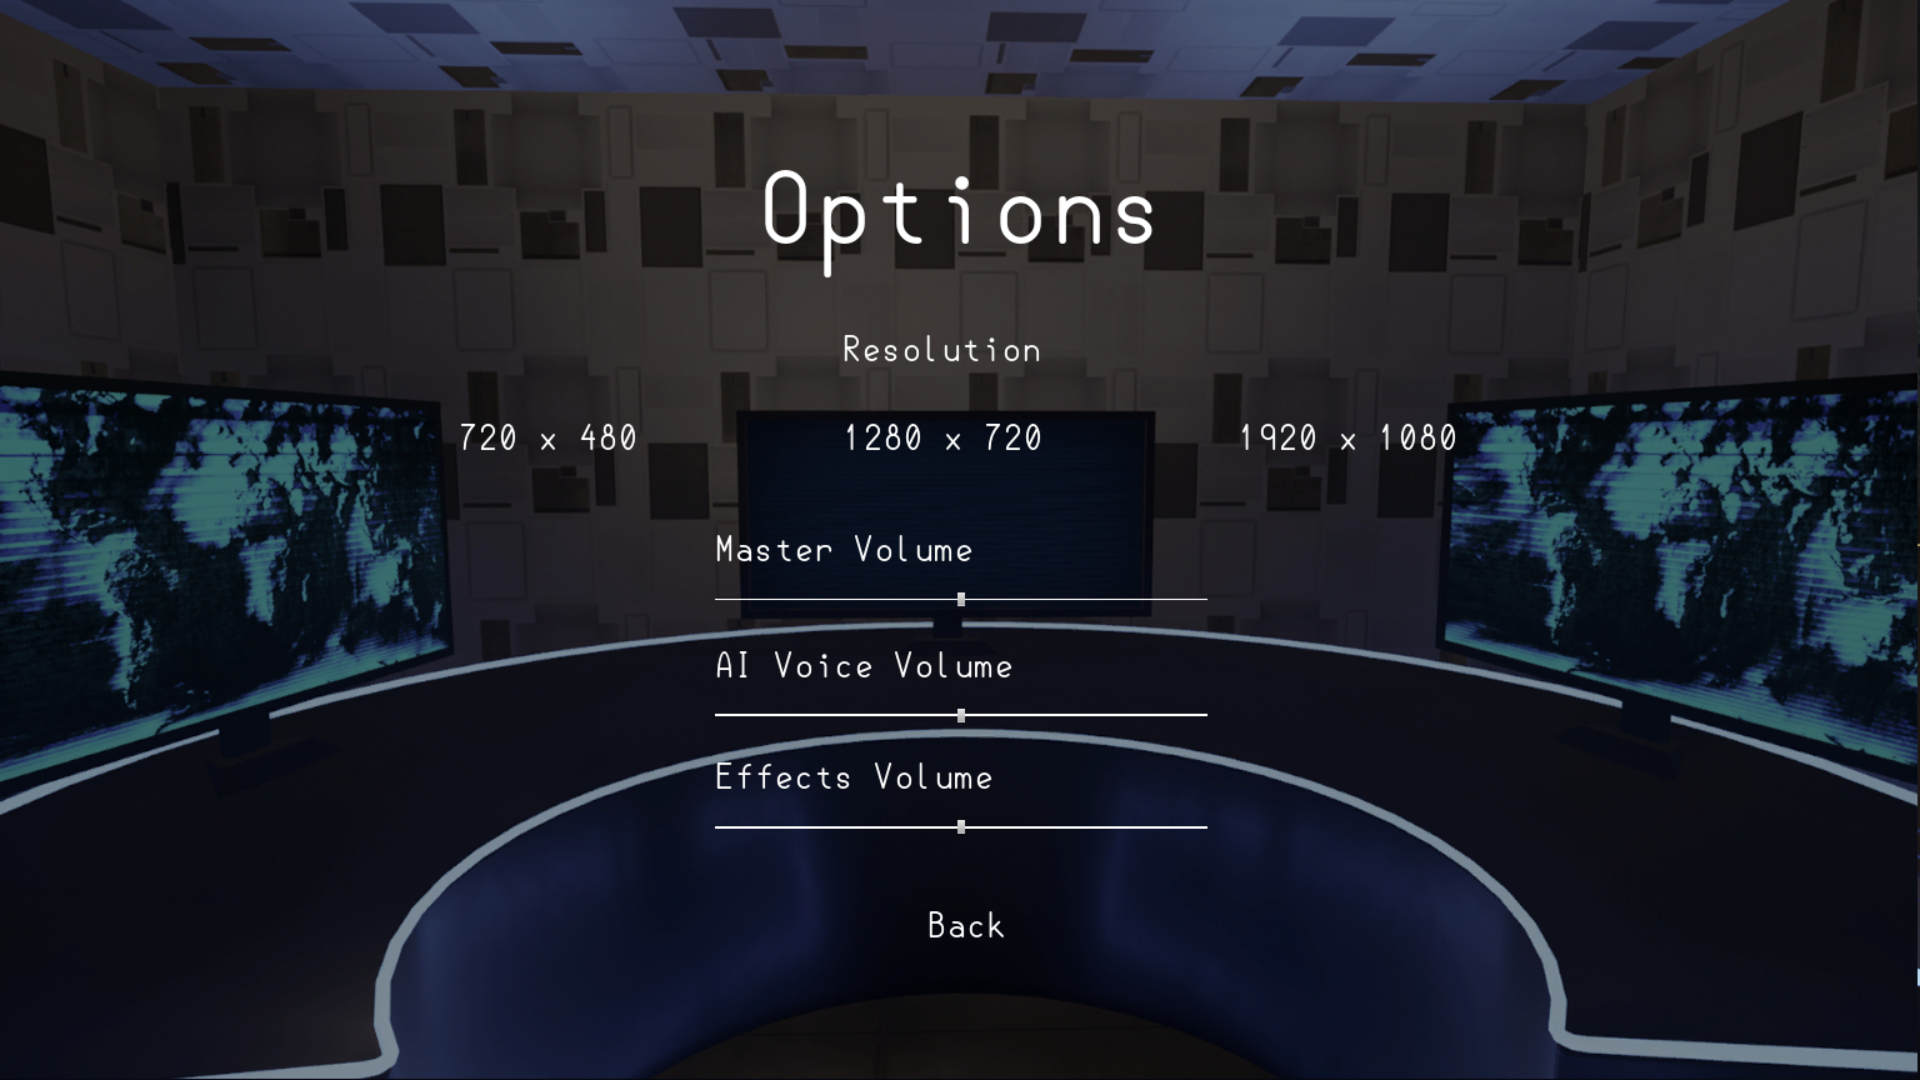 Options
Resolution
720 x 480 1280 x 720 1920 x 1080
Master Volume
AI Voice Volume
Effects Volume
Back